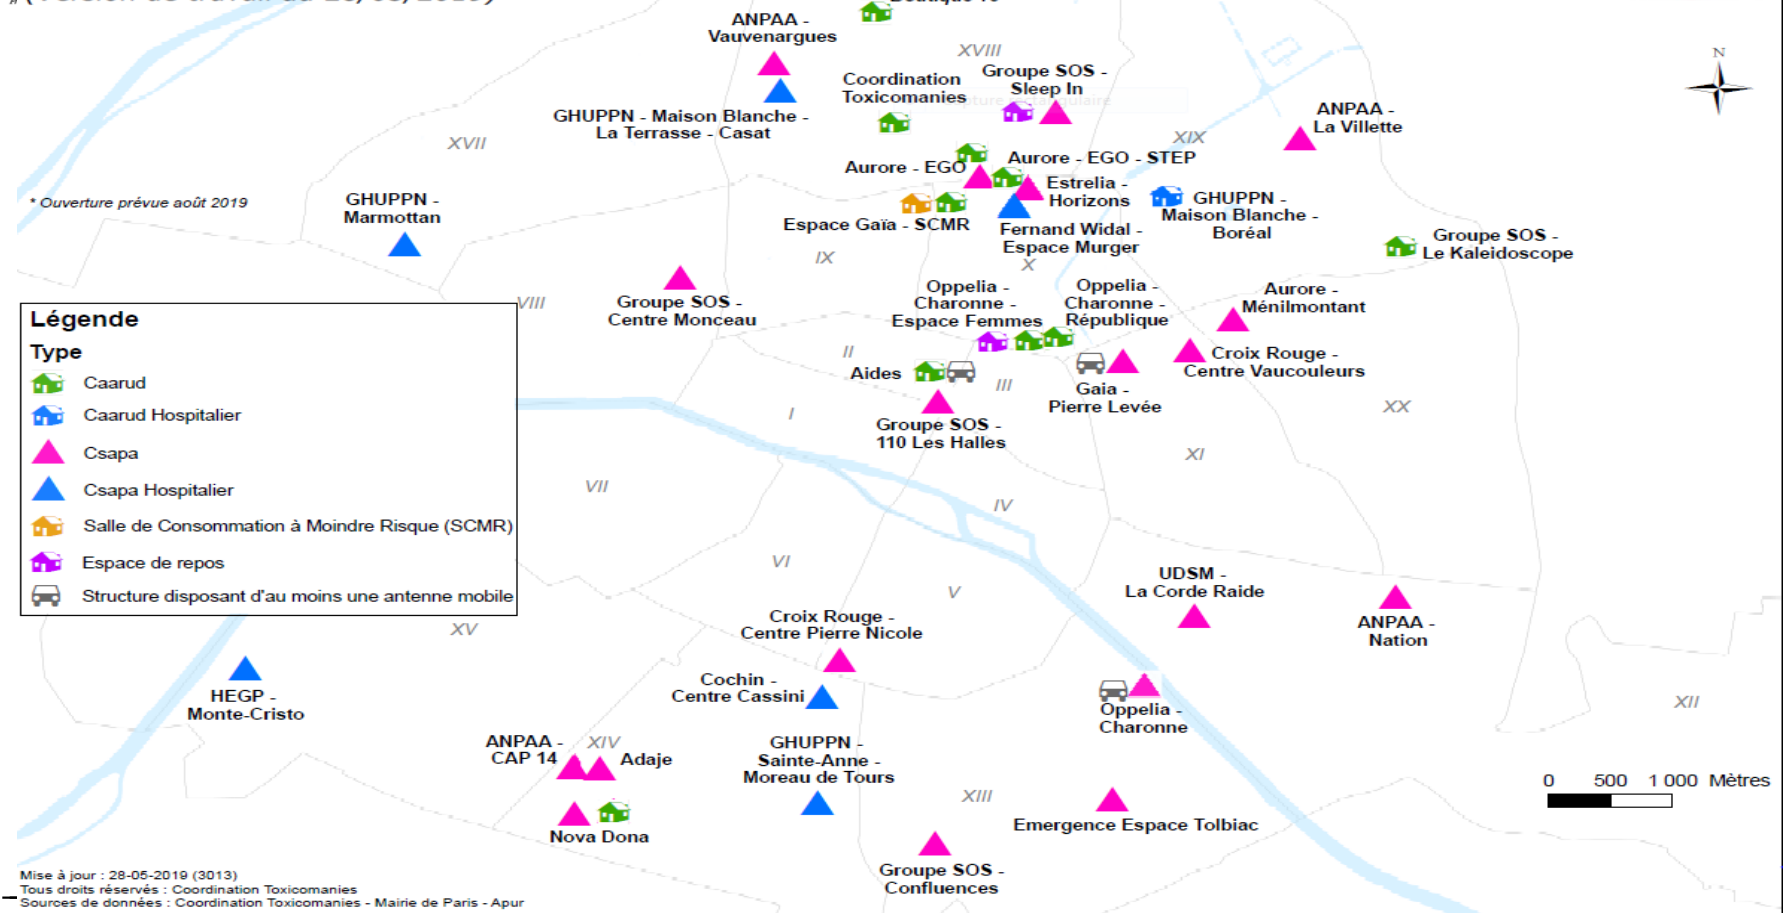 ANPAA -
Vauvenargues
XVIII
Coordination
Toxicomanies
Groupe SOS -
Sleep In
ANPAA -
La Villette
GHUPPN - Maison Blanche -
La Terrasse - Casat
XVII
XIX
Aurore - EGO
Aurore - EGO - STEP
Estrelia -
Horizons
* Ouverture prévue août 2019
GHUPPN -
Marmottan
GHUPPN -
Maison Blanche -
Boréal
Espace Gaïa - SCMR
Fernand Widal -
Espace Murger
Groupe SOS -
Le Kaleidoscope
IX
X
VIII
Groupe SOS -
Centre Monceau
Oppelia -
Charonne -
Espace Femmes
Oppelia -
Charonne -
République
Aurore -
Ménilmontant
Légende
Type
Caarud
Caarud Hospitalier
Csapa
Csapa Hospitalier
Salle de Consommation à Moindre Risque (SCMR)
Espace de repos
Structure disposant d'au moins une antenne mobile
II
Aides
III
Croix Rouge -
Centre Vaucouleurs
Gaia -
Pierre Levée
I
Groupe SOS -
110 Les Halles
XX
XI
VII
IV
VI
V
UDSM -
La Corde Raide
ANPAA -
Nation
XV
Croix Rouge -
Centre Pierre Nicole
HEGP -
Monte-Cristo
Cochin -
Centre Cassini
Oppelia -
Charonne
XII
ANPAA -
CAP 14
XIV
Adaje
GHUPPN -
Sainte-Anne -
Moreau de Tours
Nova Dona
XIII
Emergence Espace Tolbiac
Groupe SOS -
Confluences
N
0 500 1 000 Mètres
Mise à jour : 28-05-2019 (3013)
Tous droits réservés : Coordination Toxicomanies
Sources de données : Coordination Toxicomanies - Mairie de Paris - Apur